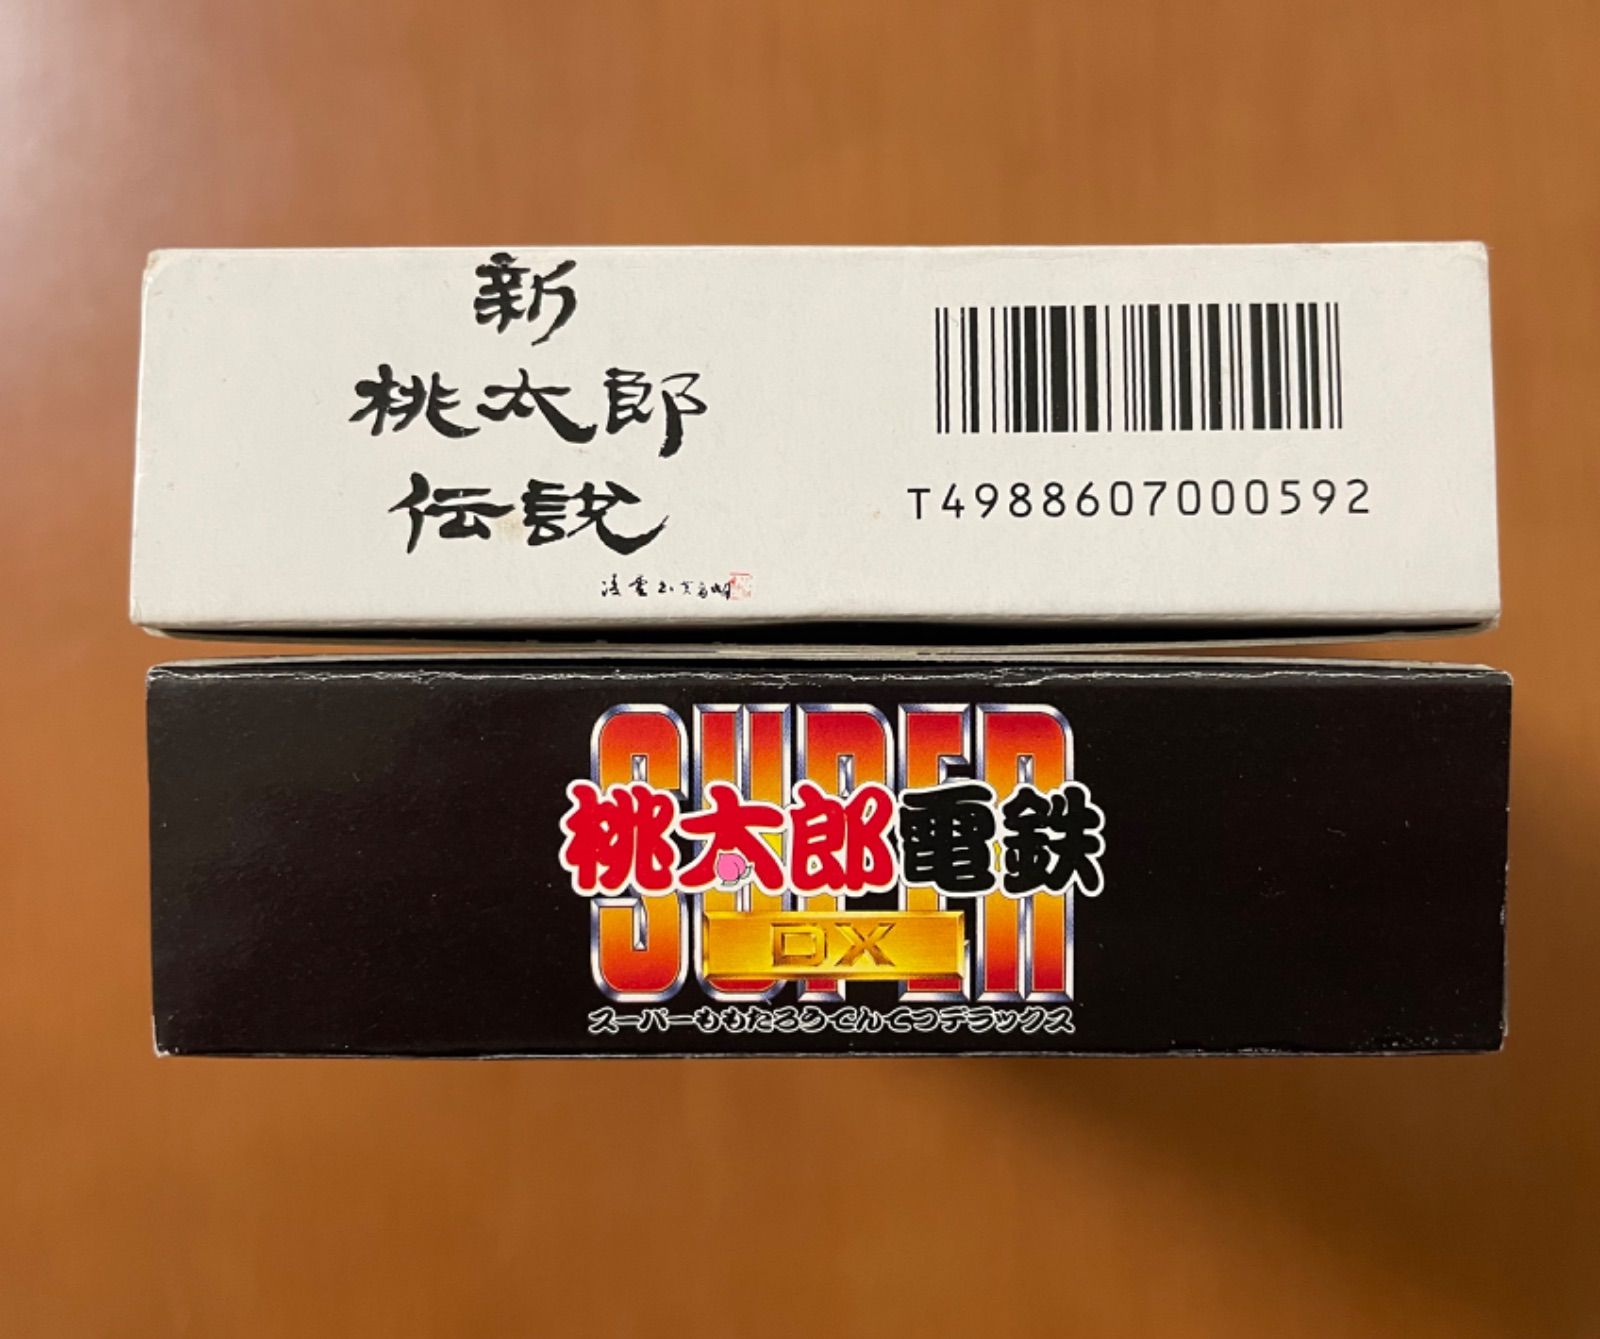 新
桃太郎
伝説
T4988607000592
SUPER
桃太郎電鉄
DX
スーパーももたろうでんてつデラックス